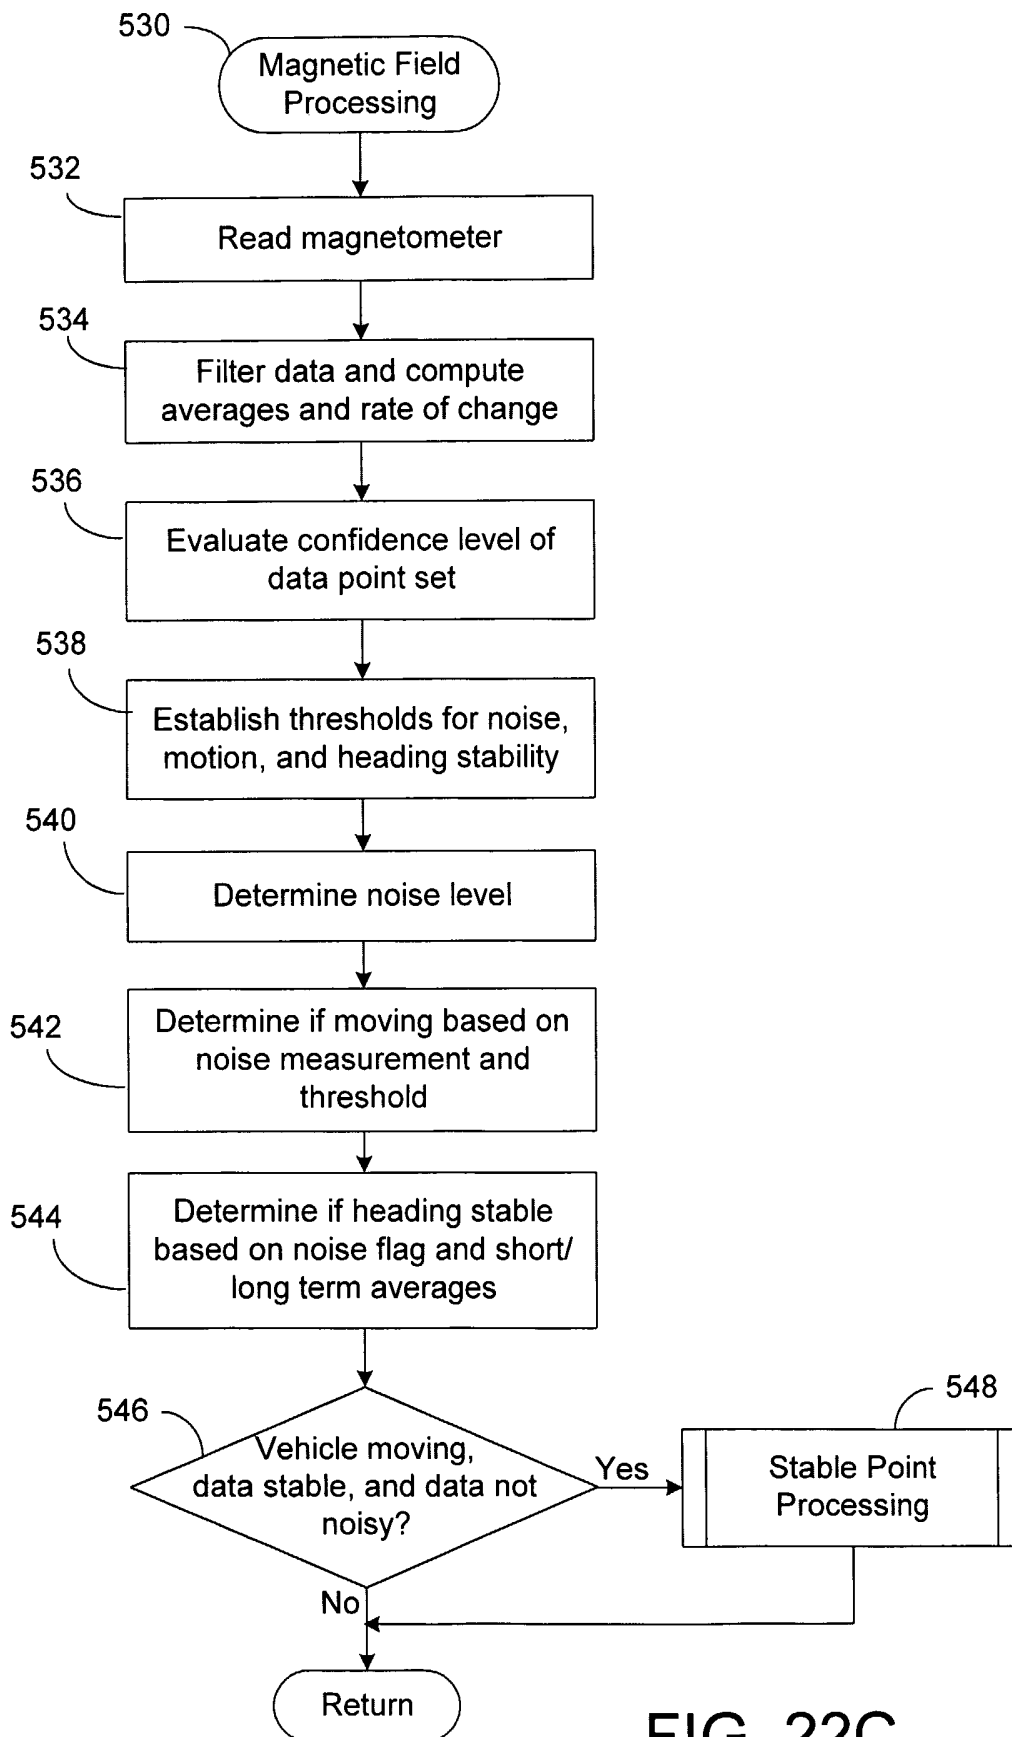 530
Magnetic Field
Processing
532
Read magnetometer
534
Filter data and compute
averages and rate of change
536
Evaluate confidence level of
data point set
538
Establish thresholds for noise,
motion, and heading stability
540
Determine noise level
542
Determine if moving based on
noise measurement and
threshold
544
Determine if heading stable
based on noise flag and short/
long term averages
546
Vehicle moving,
data stable, and data not
noisy?
Yes
548
Stable Point
Processing
No
Return
FIG. 22C